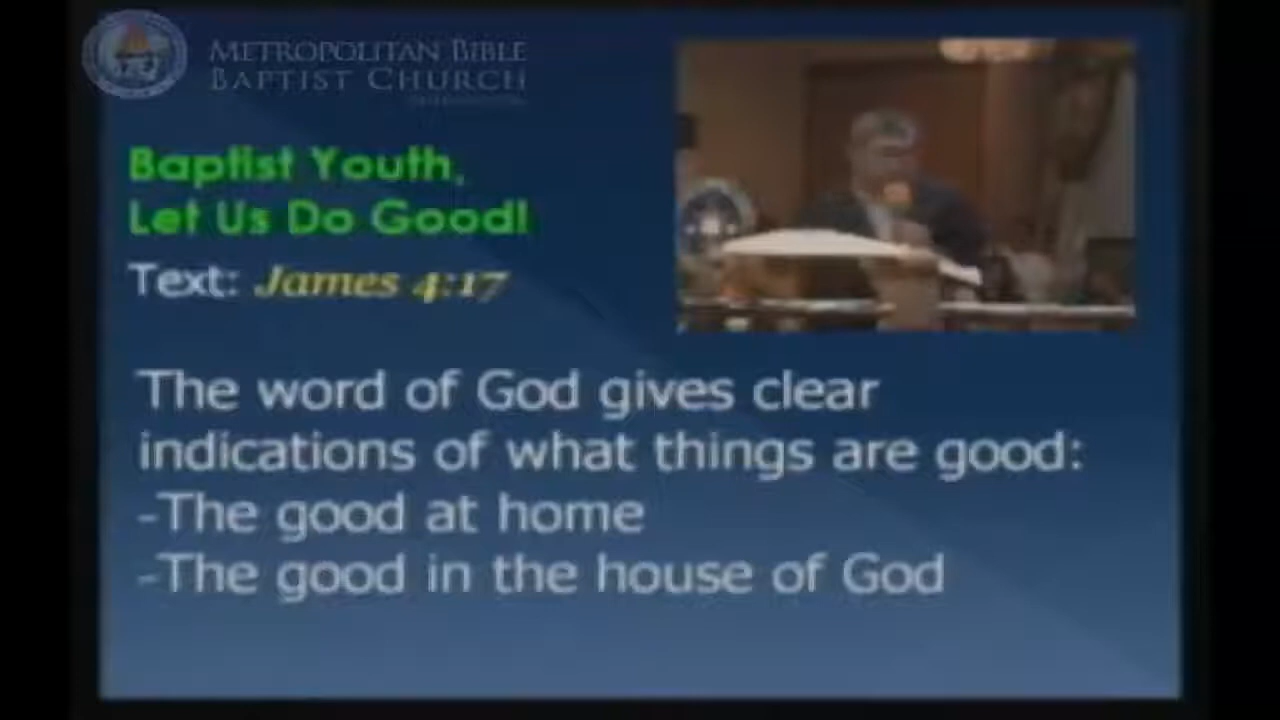 METROPOLITAN BIBLE
BAPTIST CHURCH
Baptist Youth,
Let Us Do Good!
Text: James 4:17
The word of God gives clear
indications of what things are good:
-The good at home
-The good in the house of God